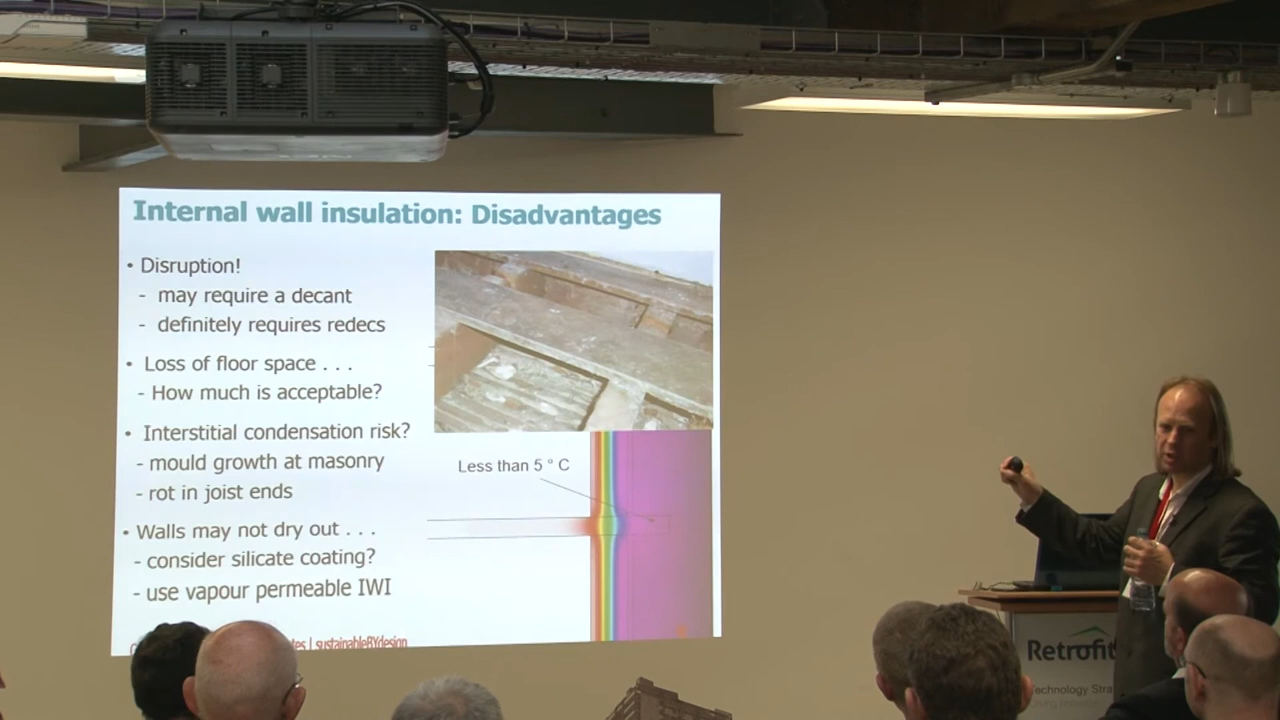 Internal wall insulation: Disadvantages
• Disruption!
- may require a decant
- definitely requires redecs
• Loss of floor space . . .
- How much is acceptable?
• Interstitial condensation risk?
- mould growth at masonry
- rot in joist ends
• Walls may not dry out . . .
- consider silicate coating?
- use vapour permeable IWI
Less than 5 ° C
| sustainableBYdesign
Retrofit